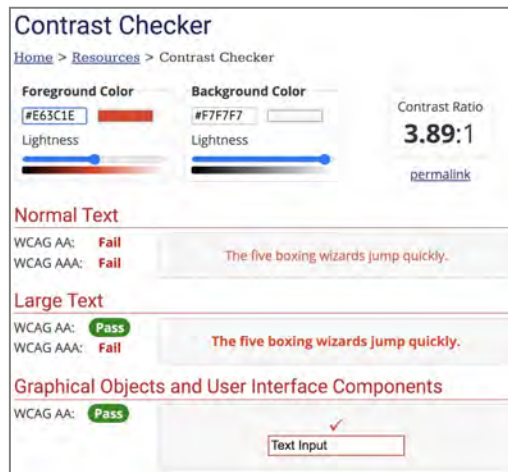 Contrast Checker
Home > Resources > Contrast Checker
Foreground Color
#E63C1E
Lightness
Background Color
#F7F7F7
Lightness
Contrast Ratio
3.89:1
permalink
Normal Text
WCAG AA: Fail
WCAG AAA: Fail
The five boxing wizards jump quickly.
Large Text
WCAG AA: Pass
WCAG AAA: Fail
The five boxing wizards jump quickly.
Graphical Objects and User Interface Components
WCAG AA: Pass
✓
Text Input